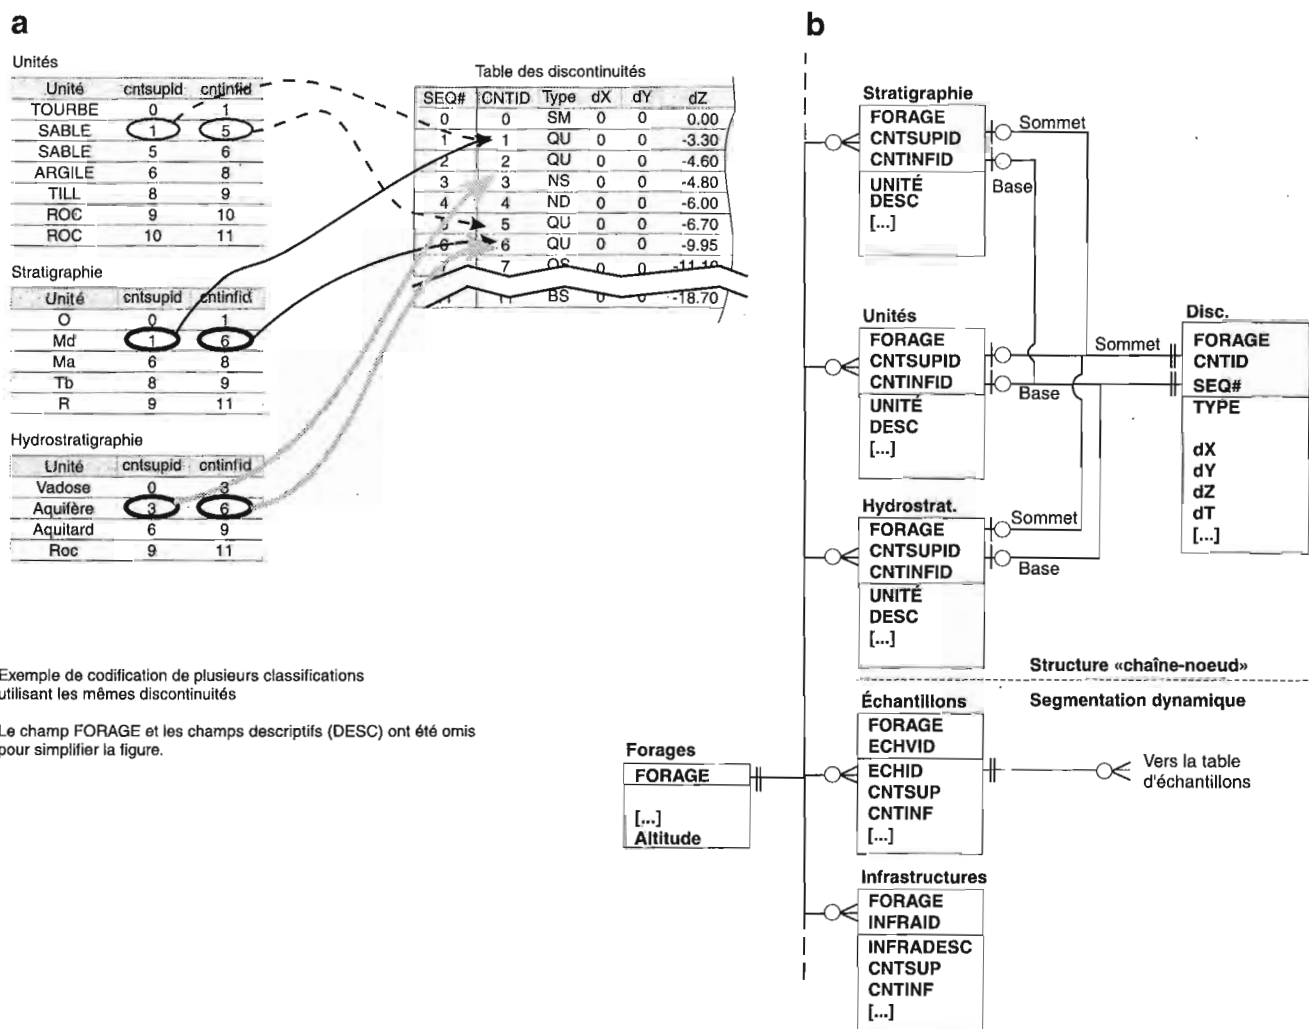 a
Unités
Unité cntsupid cntinfid
TOURBE 0 1
SABLE 1 5
SABLE 5 6
ARGILE 6 8
TILL 8 9
ROC 9 10
ROC 10 11
Stratigraphie
Unité cntsupid cntinfid
O 0 1
Md 1 6
Ma 6 8
Tb 8 9
R 9 11
Hydrostratigraphie
Unité cntsupid cntinfid
Vadose 0 3
Aquifère 3 6
Aquitard 6 9
Roc 9 11
Table des discontinuités
SEQ# CNTID Type dX dY dZ
0 0 SM 0 0 0.00
1 1 QU 0 0 -3.30
2 2 QU 0 0 -4.60
3 3 NS 0 0 -4.80
4 4 ND 0 0 -6.00
5 QU 0 0 -6.70
6 6 QU 0 0 -9.95
7 7 0 0 -11.10
BS 0 0 -18.70
Exemple de codification de plusieurs classifications
utilisant les mêmes discontinuités
Le champ FORAGE et les champs descriptifs (DESC) ont été omis
pour simplifier la figure.
b
Stratigraphie
FORAGE
CNTSUPID
CNTINFID
UNITÉ
DESC
[...]
Sommet
Base
Unités
FORAGE
CNTSUPID
CNTINFID
UNITÉ
DESC
[...]
Sommet
Base
Disc.
FORAGE
CNTID
SEQ#
TYPE
dX
dY
dZ
dT
[...]
Hydrostrat.
FORAGE
CNTSUPID
CNTINFID
UNITÉ
DESC
[...]
Sommet
Base
Structure «chaîne-noeud»
Segmentation dynamique
Échantillons
FORAGE
ECHVID
ECHID
CNTSUP
CNTINF
[...]
Vers la table
d'échantillons
Forages
FORAGE
[...]
Altitude
Infrastructures
FORAGE
INFRAID
INFRADESC
CNTSUP
CNTINF
[...]